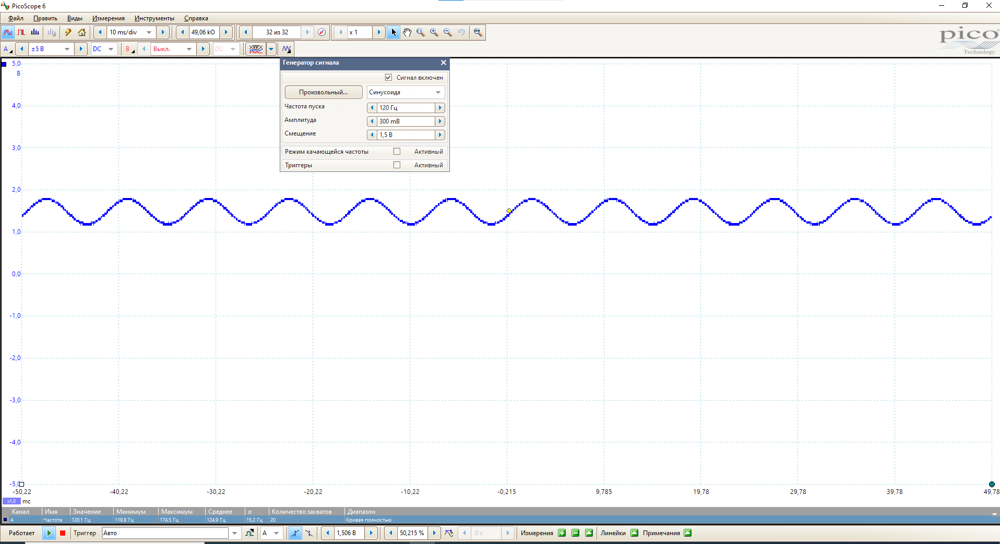 PicoScope 6
Файл Править Виды Измерения Инструменты Справка
10 ms/div 49,06 kО 32 из 32 x 1
pico
Technology
A ±5 В DC B Выкл. DC
Генератор сигнала
Сигнал включен
Произвольный... Синусоида
Частота пуска 120 Гц
Амплитуда 300 mВ
Смещение 1,5 В
Режим качающейся частоты Активный
Триггеры Активный
5,0
В
4,0
3,0
2,0
1,0
0,0
-1,0
-2,0
-3,0
-4,0
-5,0
-50,22 -40,22 -30,22 -20,22 -10,22 -0,215 9,785 19,78 29,78 39,78 49,78
x1,0 мс
Канал Имя Значение Минимум Максимум Среднее σ Количество захватов Диапазон
A Частота 120,1 Гц 119,8 Гц 174,5 Гц 124,9 Гц 15,2 Гц 20 Кривая полностью
Работает Триггер Авто A 1,506 В 50,215 % 0 с Измерения Линейки Примечания